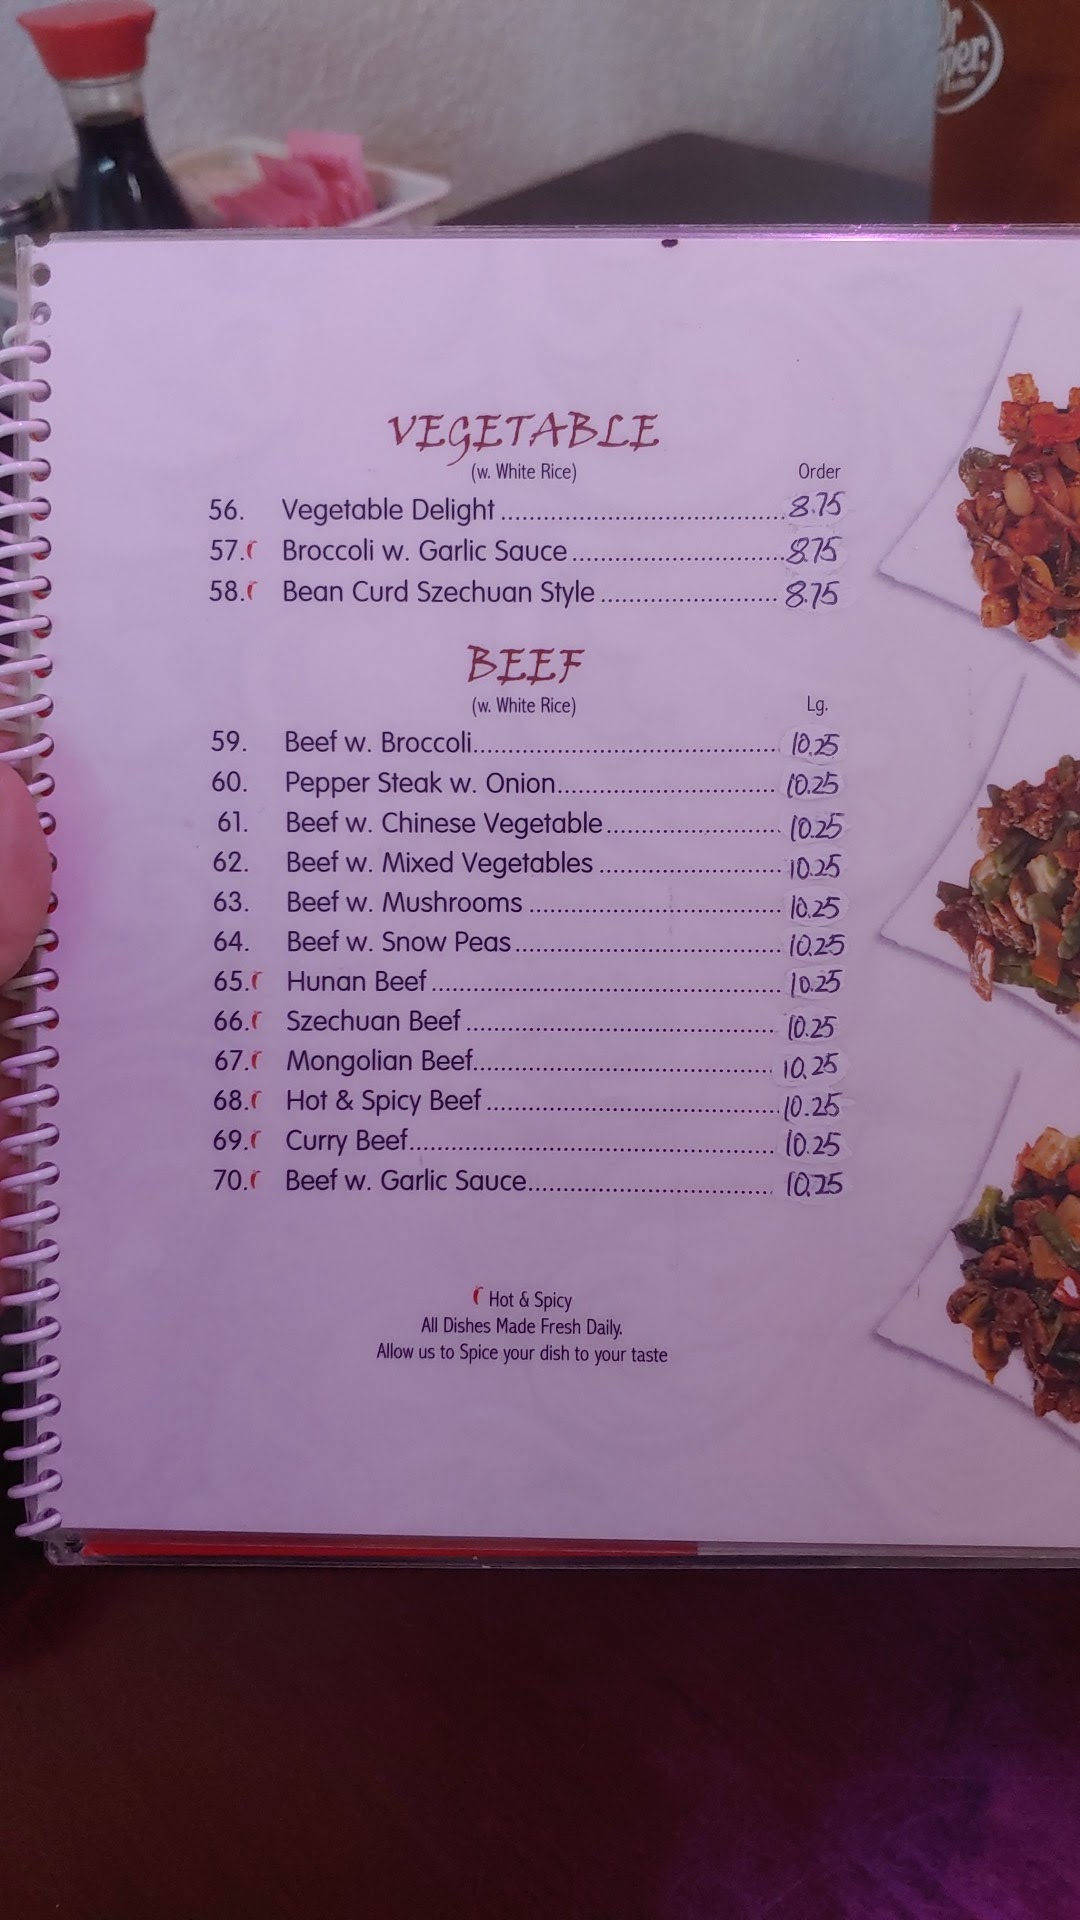 Dr
pper.
VEGETABLE
(w. White Rice) Order
56. Vegetable Delight 8.75
57. Broccoli w. Garlic Sauce 8.75
58. Bean Curd Szechuan Style 8.75
BEEF
(w. White Rice) Lg.
59. Beef w. Broccoli 10.25
60. Pepper Steak w. Onion 10.25
61. Beef w. Chinese Vegetable 10.25
62. Beef w. Mixed Vegetables 10.25
63. Beef w. Mushrooms 10.25
64. Beef w. Snow Peas 10.25
65. Hunan Beef 10.25
66. Szechuan Beef 10.25
67. Mongolian Beef 10.25
68. Hot & Spicy Beef 10.25
69. Curry Beef 10.25
70. Beef w. Garlic Sauce 10.25
Hot & Spicy
All Dishes Made Fresh Daily.
Allow us to Spice your dish to your taste